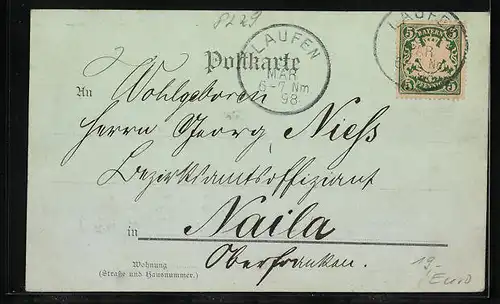 8229
LAUFEN
MAR
6-7 Nm
98
LAUFEN
BAYERN
5 5
PFENNIG
Postkarte
An Wohlgeboren
Herrn Georg Nieß
Bezirksamtsoffiziant
in Naila
Oberfranken.
Wohnung
(Straße und Hausnummer.)
19.-
Euro